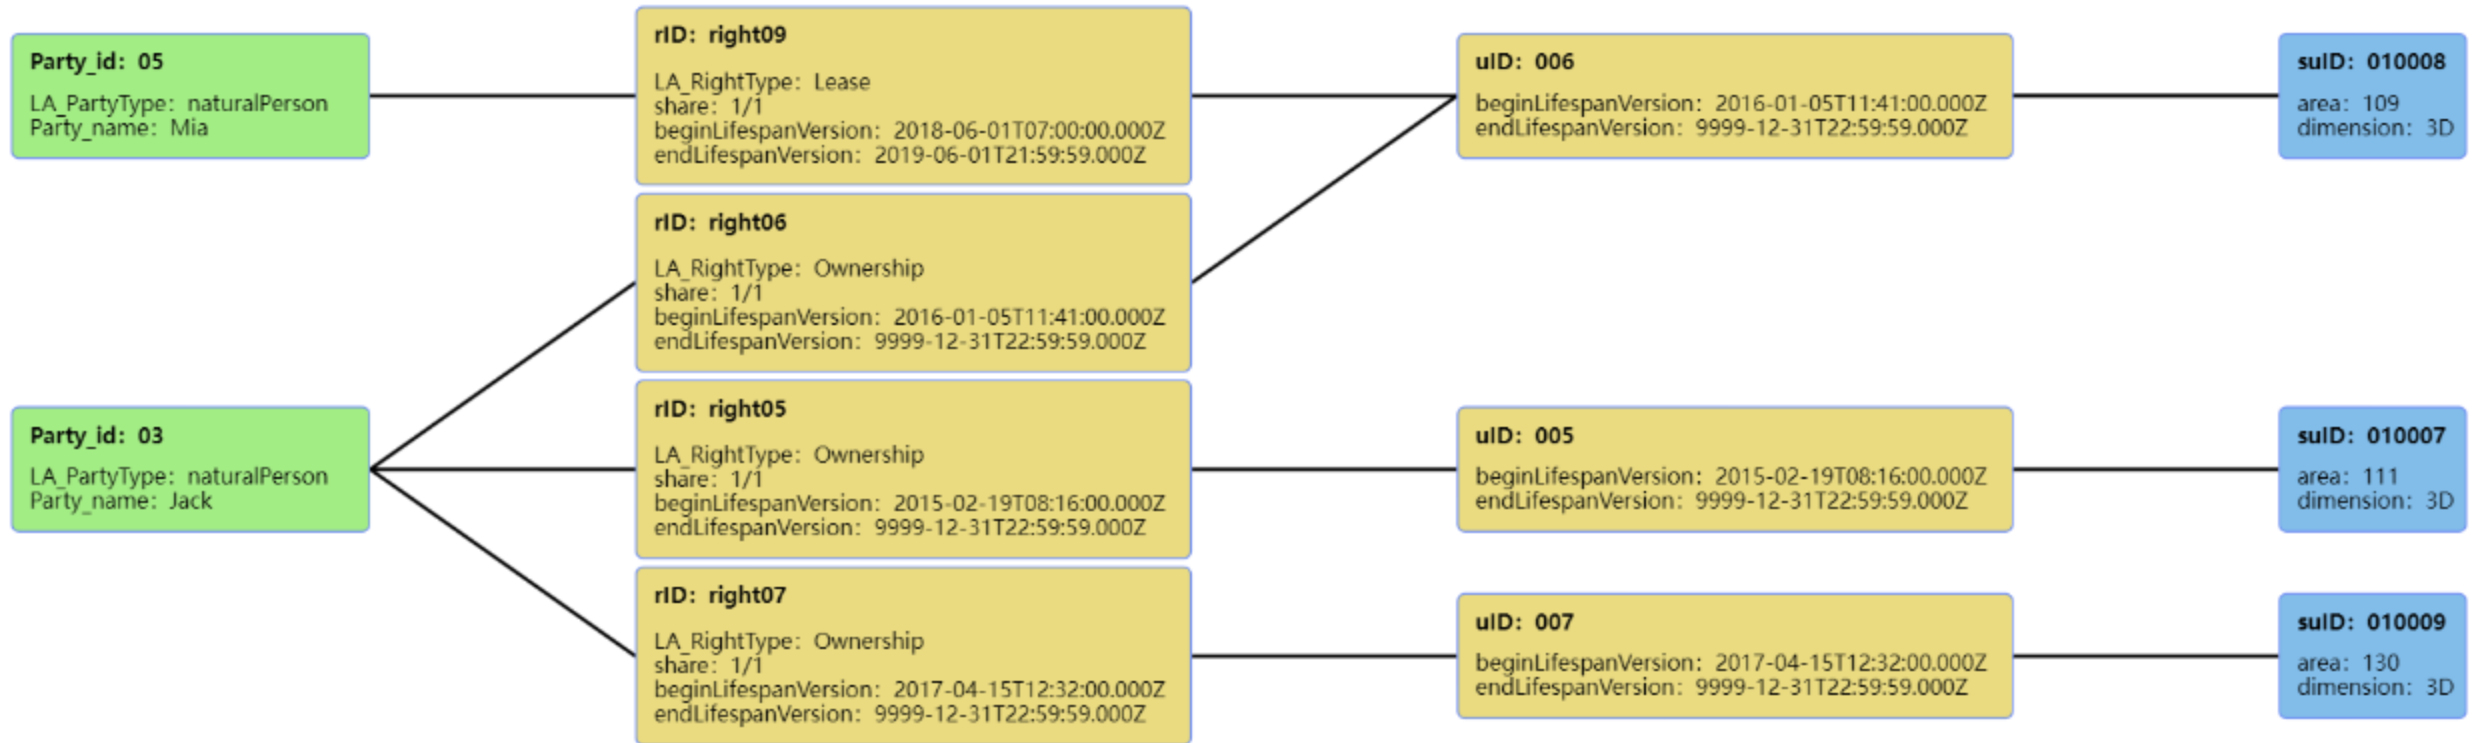 Party_id: 05
LA_PartyType: naturalPerson
Party_name: Mia
rID: right09
LA_RightType: Lease
share: 1/1
beginLifespanVersion: 2018-06-01T07:00:00.000Z
endLifespanVersion: 2019-06-01T21:59:59.000Z
uID: 006
beginLifespanVersion: 2016-01-05T11:41:00.000Z
endLifespanVersion: 9999-12-31T22:59:59.000Z
suID: 010008
area: 109
dimension: 3D
rID: right06
LA_RightType: Ownership
share: 1/1
beginLifespanVersion: 2016-01-05T11:41:00.000Z
endLifespanVersion: 9999-12-31T22:59:59.000Z
Party_id: 03
LA_PartyType: naturalPerson
Party_name: Jack
rID: right05
LA_RightType: Ownership
share: 1/1
beginLifespanVersion: 2015-02-19T08:16:00.000Z
endLifespanVersion: 9999-12-31T22:59:59.000Z
uID: 005
beginLifespanVersion: 2015-02-19T08:16:00.000Z
endLifespanVersion: 9999-12-31T22:59:59.000Z
suID: 010007
area: 111
dimension: 3D
rID: right07
LA_RightType: Ownership
share: 1/1
beginLifespanVersion: 2017-04-15T12:32:00.000Z
endLifespanVersion: 9999-12-31T22:59:59.000Z
uID: 007
beginLifespanVersion: 2017-04-15T12:32:00.000Z
endLifespanVersion: 9999-12-31T22:59:59.000Z
suID: 010009
area: 130
dimension: 3D